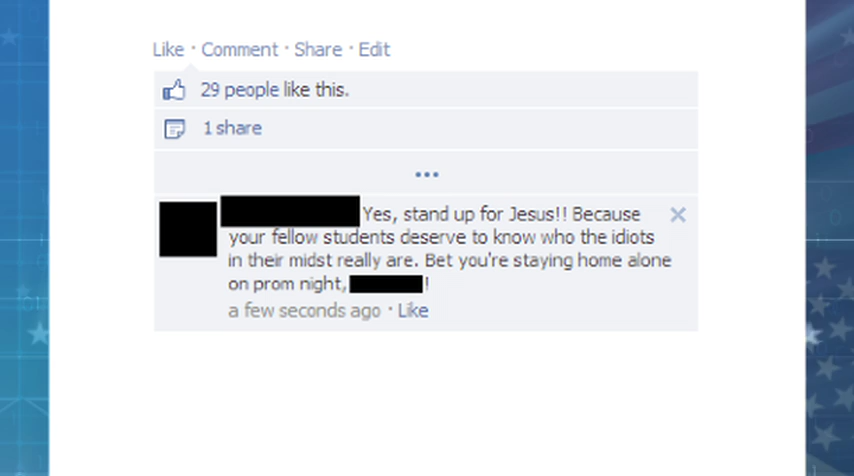 Like · Comment · Share · Edit
29 people like this.
1 share
...
Yes, stand up for Jesus!! Because
your fellow students deserve to know who the idiots
in their midst really are. Bet you're staying home alone
on prom night, !
a few seconds ago · Like